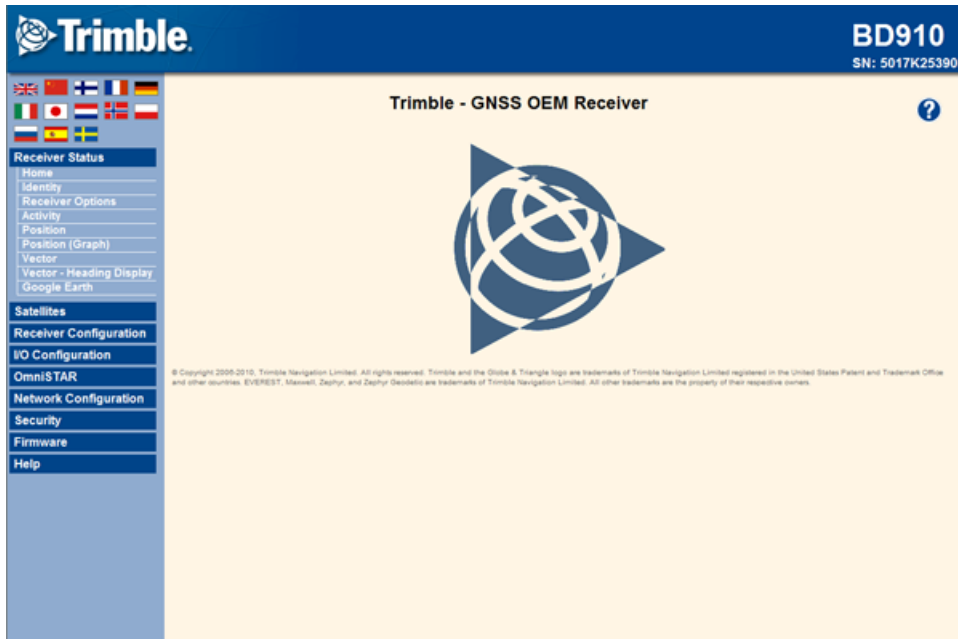 Trimble.
BD910
SN: 5017K25390
Trimble - GNSS OEM Receiver
?
Receiver Status
Home
Identity
Receiver Options
Activity
Position
Position (Graph)
Vector
Vector - Heading Display
Google Earth
Satellites
Receiver Configuration
I/O Configuration
OmniSTAR
Network Configuration
Security
Firmware
Help
© Copyright 2006-2010, Trimble Navigation Limited. All rights reserved. Trimble and the Globe & Triangle logo are trademarks of Trimble Navigation Limited registered in the United States Patent and Trademark Office
and other countries. EVEREST, Maxwell, Zephyr, and Zephyr Geodetic are trademarks of Trimble Navigation Limited. All other trademarks are the property of their respective owners.